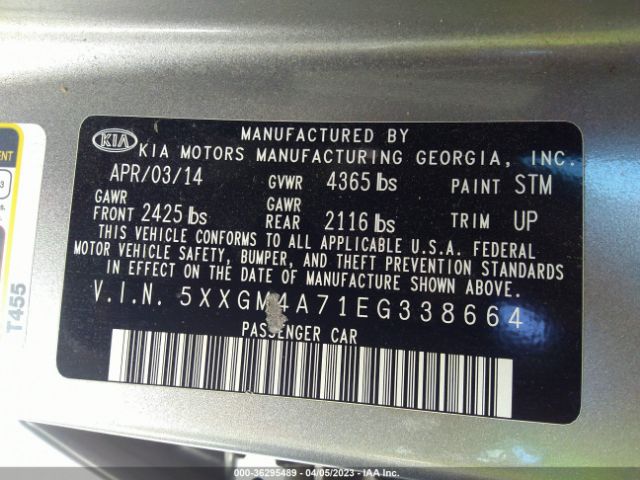 KIA
MANUFACTURED BY
KIA MOTORS MANUFACTURING GEORGIA, INC.
APR/03/14 GVWR 4365 lbs PAINT STM
GAWR FRONT 2425 lbs GAWR REAR 2116 lbs TRIM UP
THIS VEHICLE CONFORMS TO ALL APPLICABLE U.S.A. FEDERAL
MOTOR VEHICLE SAFETY, BUMPER, AND THEFT PREVENTION STANDARDS
IN EFFECT ON THE DATE OF MANUFACTURE SHOWN ABOVE.
V.I.N. 5XXGM4A71EG338664
PASSENGER CAR
T455
000-36295489 - 04/05/2023 - IAA Inc.